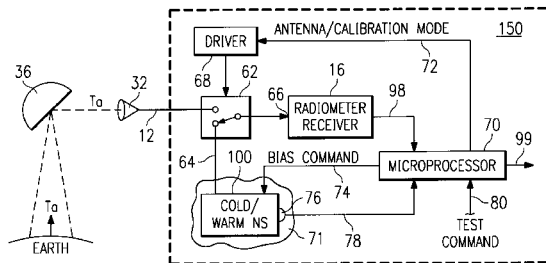 ANTENNA/CALIBRATION MODE
150
DRIVER
36
32
68
62
72
Ta
66
16
98
RADIOMETER
RECEIVER
12
70
99
64
100
BIAS COMMAND
MICROPROCESSOR
76
74
80
Ta
COLD/
WARM NS
71
78
TEST
COMMAND
EARTH